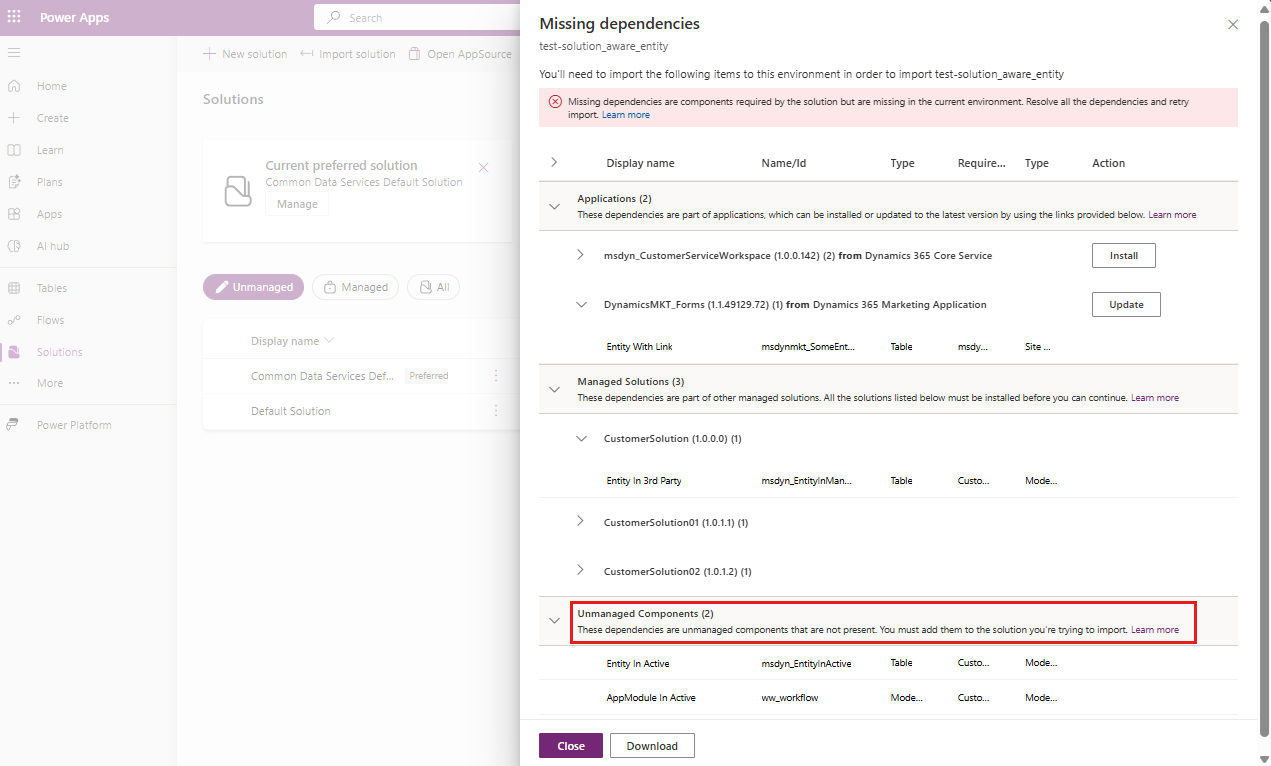 Power Apps
Search
Home
Create
Learn
Plans
Apps
AI hub
Tables
Flows
Solutions
More
Power Platform
New solution
Import solution
Open AppSource
Solutions
Current preferred solution
Common Data Services Default Solution
Manage
Unmanaged
Managed
All
Display name
Common Data Services Def...
Preferred
Default Solution
Missing dependencies
test-solution_aware_entity
You'll need to import the following items to this environment in order to import test-solution_aware_entity
Missing dependencies are components required by the solution but are missing in the current environment. Resolve all the dependencies and retry
import. Learn more
Display name Name/Id Type Require... Type Action
Applications (2)
These dependencies are part of applications, which can be installed or updated to the latest version by using the links provided below. Learn more
msdyn_CustomerServiceWorkspace (1.0.0.142) (2) from Dynamics 365 Core Service Install
DynamicsMKT_Forms (1.1.49129.72) (1) from Dynamics 365 Marketing Application Update
Entity With Link msdynmkt_SomeEnt... Table msdy... Site ...
Managed Solutions (3)
These dependencies are part of other managed solutions. All the solutions listed below must be installed before you can continue. Learn more
CustomerSolution (1.0.0.0) (1)
Entity In 3rd Party msdyn_EntityInMan... Table Custo... Mode...
CustomerSolution01 (1.0.1.1) (1)
CustomerSolution02 (1.0.1.2) (1)
Unmanaged Components (2)
These dependencies are unmanaged components that are not present. You must add them to the solution you're trying to import. Learn more
Entity In Active msdyn_EntityInActive Table Custo... Mode...
AppModule In Active ww_workflow Mode... Custo... Mode...
Close
Download